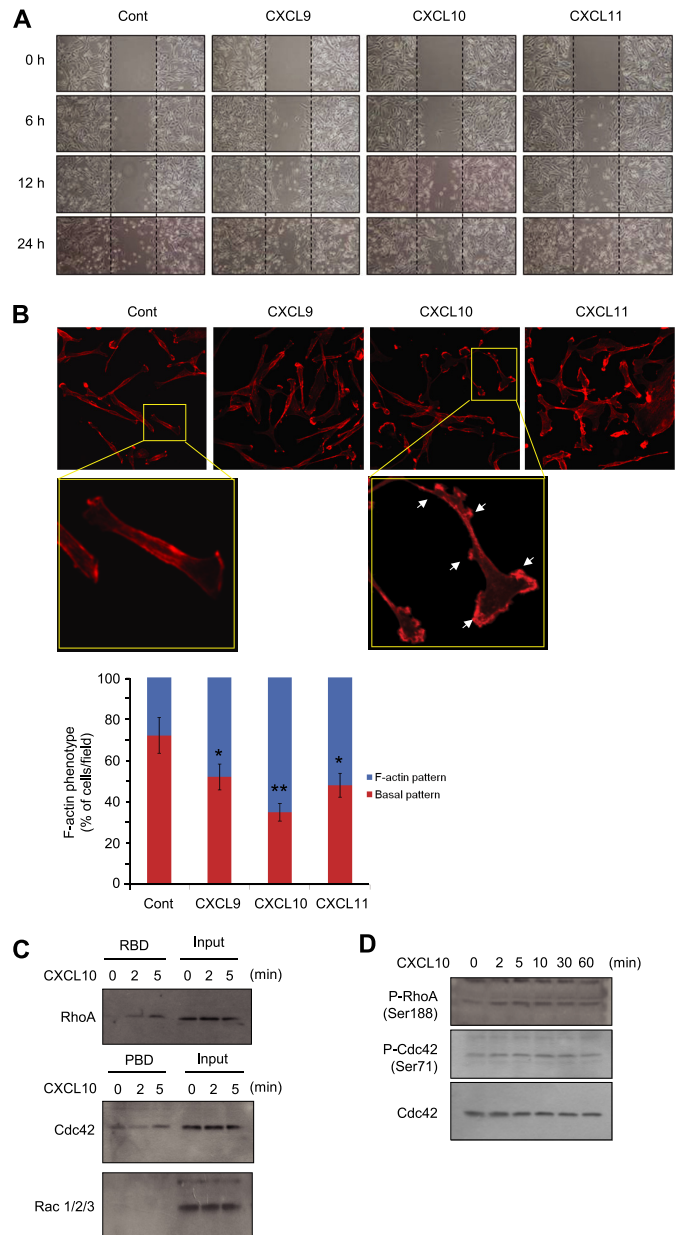 A
Cont CXCL9 CXCL10 CXCL11
0 h
6 h
12 h
24 h
B
Cont CXCL9 CXCL10 CXCL11
F-actin phenotype
(% of cells/field)
100
80
60
40
20
0
*
**
*
F-actin pattern
Basal pattern
Cont CXCL9 CXCL10 CXCL11
C
RBD Input
CXCL10 0 2 5 0 2 5 (min)
RhoA
PBD Input
CXCL10 0 2 5 0 2 5 (min)
Cdc42
Rac 1/2/3
D
CXCL10 0 2 5 10 30 60 (min)
P-RhoA
(Ser188)
P-Cdc42
(Ser71)
Cdc42